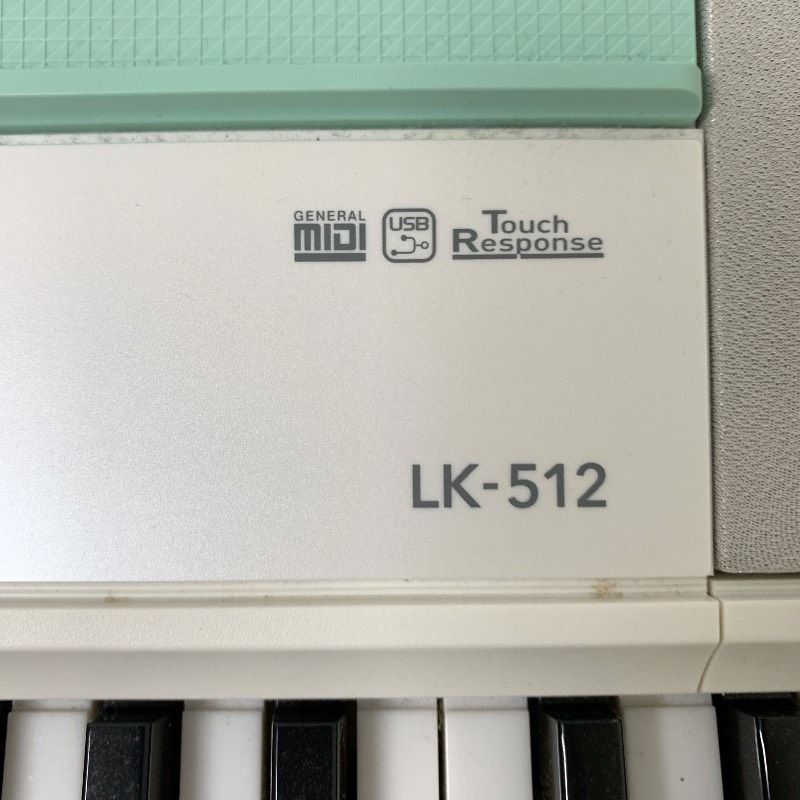 GENERAL
MIDI
USB
Touch
Response
LK-512